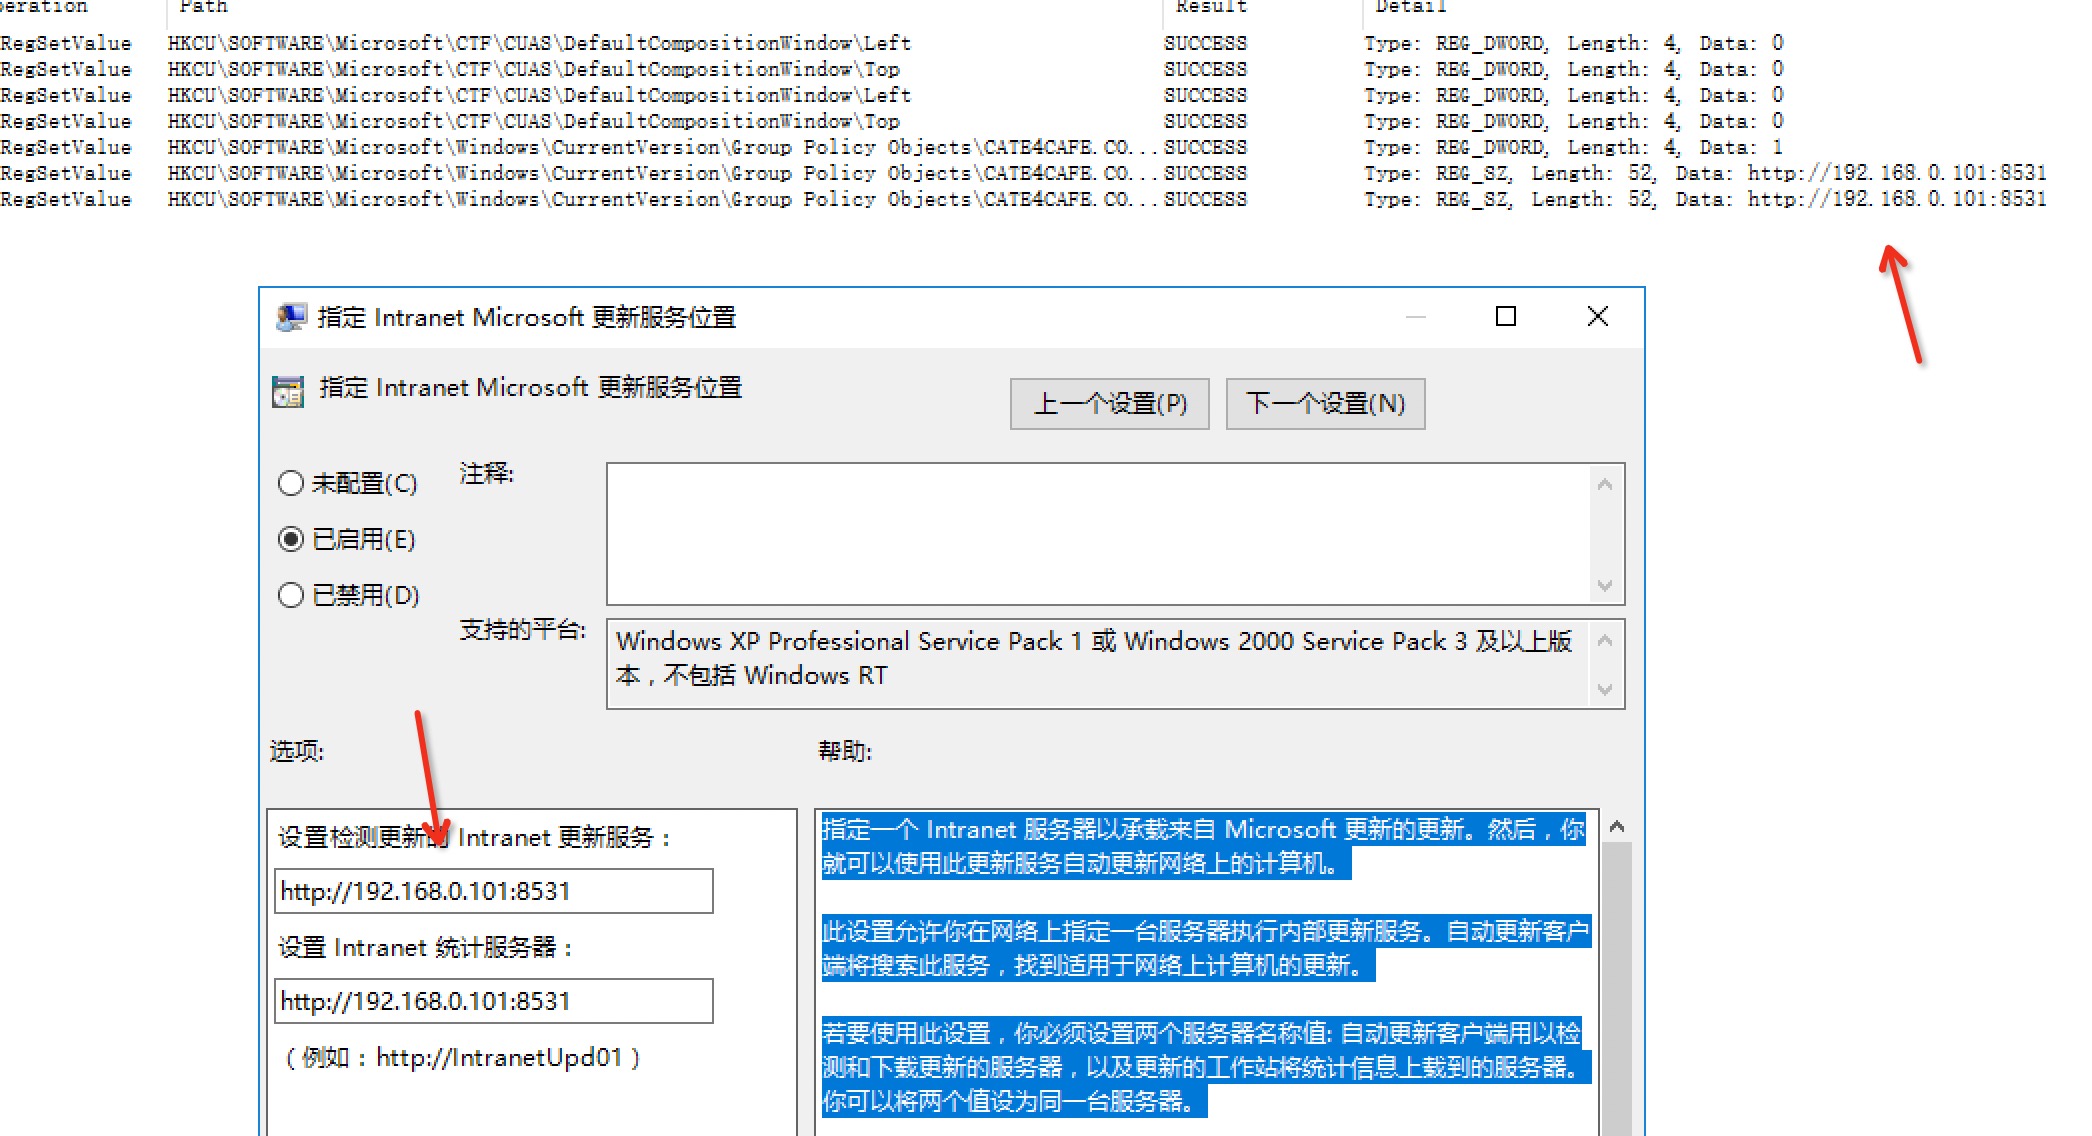 peration Path Result Detail
RegSetValue HKCU\SOFTWARE\Microsoft\CTF\CUAS\DefaultCompositionWindow\Left SUCCESS Type: REG_DWORD, Length: 4, Data: 0
RegSetValue HKCU\SOFTWARE\Microsoft\CTF\CUAS\DefaultCompositionWindow\Top SUCCESS Type: REG_DWORD, Length: 4, Data: 0
RegSetValue HKCU\SOFTWARE\Microsoft\CTF\CUAS\DefaultCompositionWindow\Left SUCCESS Type: REG_DWORD, Length: 4, Data: 0
RegSetValue HKCU\SOFTWARE\Microsoft\CTF\CUAS\DefaultCompositionWindow\Top SUCCESS Type: REG_DWORD, Length: 4, Data: 0
RegSetValue HKCU\SOFTWARE\Microsoft\Windows\CurrentVersion\Group Policy Objects\CATE4CAFE.CO... SUCCESS Type: REG_DWORD, Length: 4, Data: 1
RegSetValue HKCU\SOFTWARE\Microsoft\Windows\CurrentVersion\Group Policy Objects\CATE4CAFE.CO... SUCCESS Type: REG_SZ, Length: 52, Data: http://192.168.0.101:8531
RegSetValue HKCU\SOFTWARE\Microsoft\Windows\CurrentVersion\Group Policy Objects\CATE4CAFE.CO... SUCCESS Type: REG_SZ, Length: 52, Data: http://192.168.0.101:8531
指定 Intranet Microsoft 更新服务位置
指定 Intranet Microsoft 更新服务位置
上一个设置(P) 下一个设置(N)
未配置(C)
已启用(E)
已禁用(D)
注释:
支持的平台:
Windows XP Professional Service Pack 1 或 Windows 2000 Service Pack 3 及以上版
本，不包括 Windows RT
选项:
帮助:
设置检测更新的 Intranet 更新服务：
http://192.168.0.101:8531
设置 Intranet 统计服务器：
http://192.168.0.101:8531
（例如：http://IntranetUpd01）
指定一个 Intranet 服务器以承载来自 Microsoft 更新的更新。然后，你
就可以使用此更新服务自动更新网络上的计算机。
此设置允许你在网络上指定一台服务器执行内部更新服务。自动更新客户
端将搜索此服务，找到适用于网络上计算机的更新。
若要使用此设置，你必须设置两个服务器名称值: 自动更新客户端用以检
测和下载更新的服务器，以及更新的工作站将统计信息上载到的服务器。
你可以将两个值设为同一台服务器。